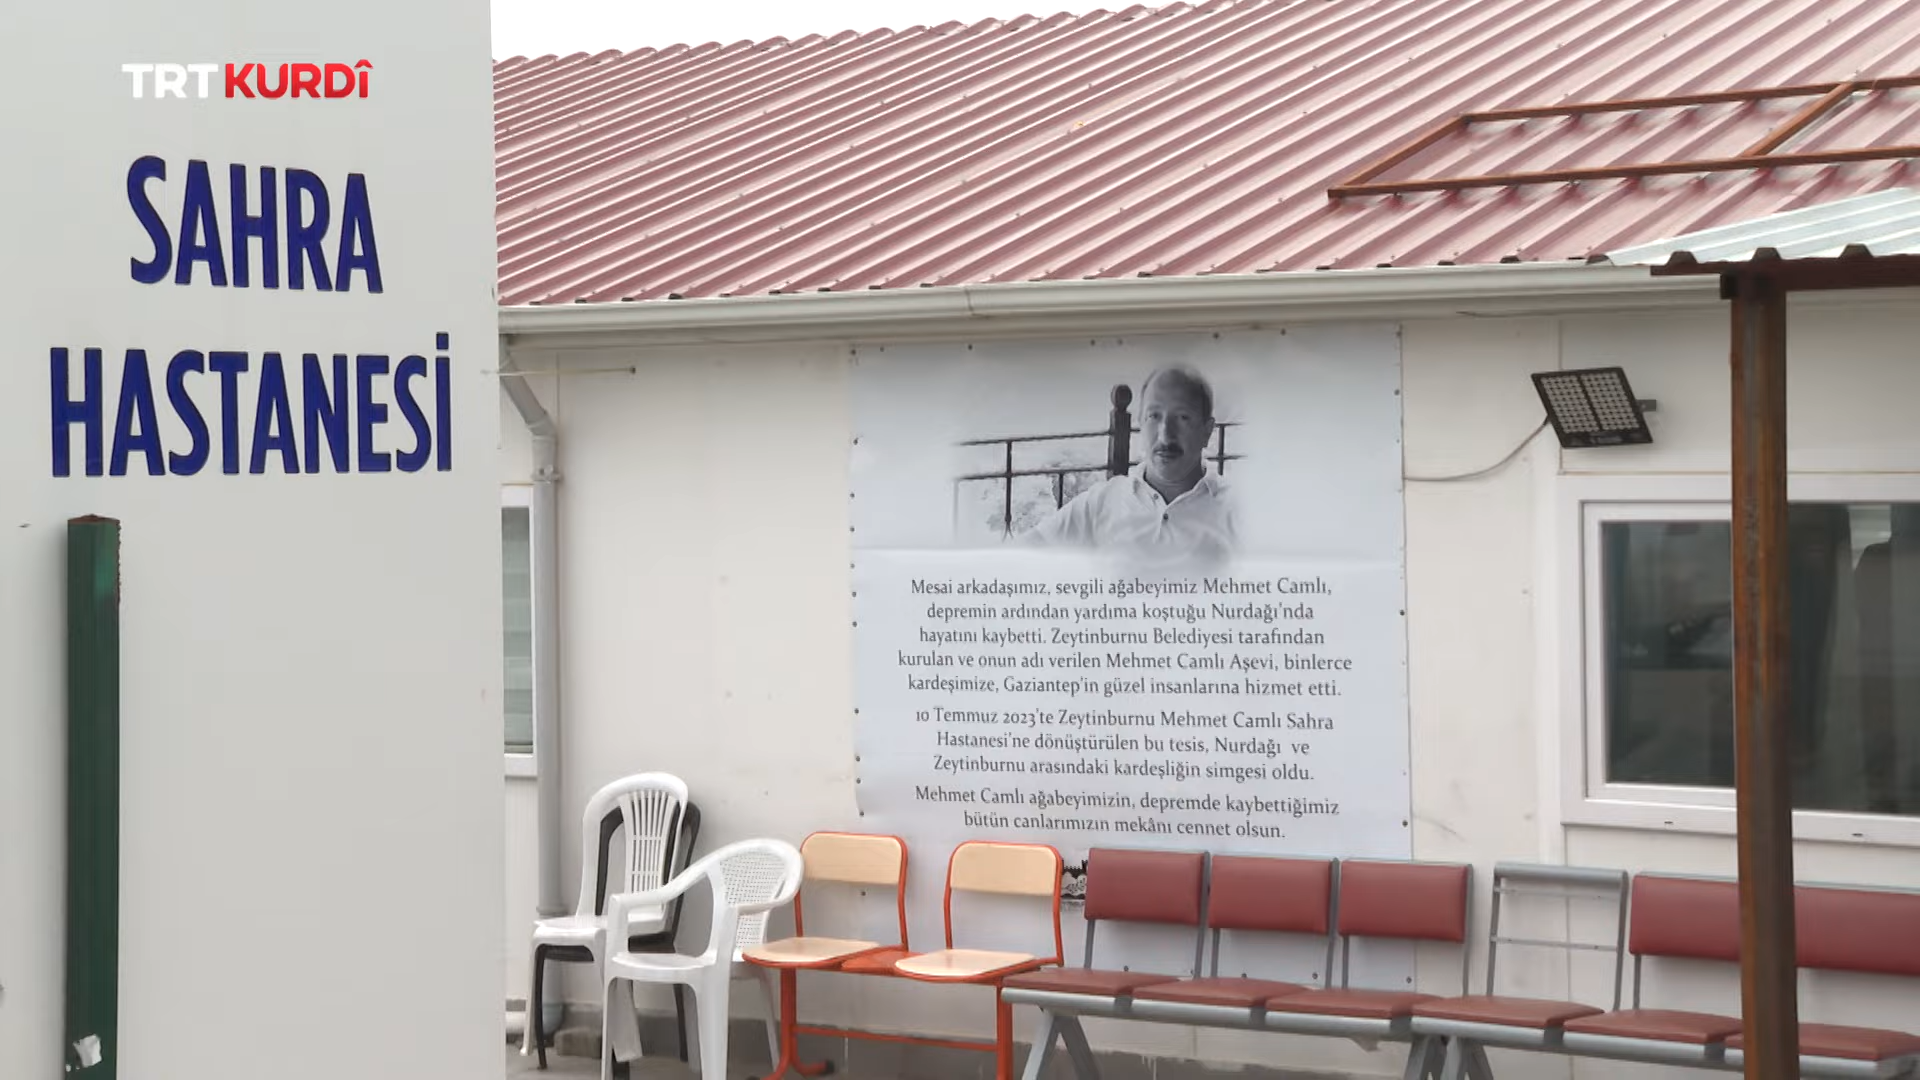 TRT KURDÎ
SAHRA
HASTANESİ
Mesai arkadaşımız, sevgili ağabeyimiz Mehmet Camlı,
depremin ardından yardıma koştuğu Nurdağı'nda
hayatını kaybetti. Zeytinburnu Belediyesi tarafından
kurulan ve onun adı verilen Mehmet Camlı Aşevi, binlerce
kardeşimize, Gaziantep'in güzel insanlarına hizmet etti.
10 Temmuz 2023'te Zeytinburnu Mehmet Camlı Sahra
Hastanesi'ne dönüştürülen bu tesis, Nurdağı ve
Zeytinburnu arasındaki kardeşliğin simgesi oldu.
Mehmet Camlı ağabeyimizin, depremde kaybettiğimiz
bütün canlarımızın mekânı cennet olsun.